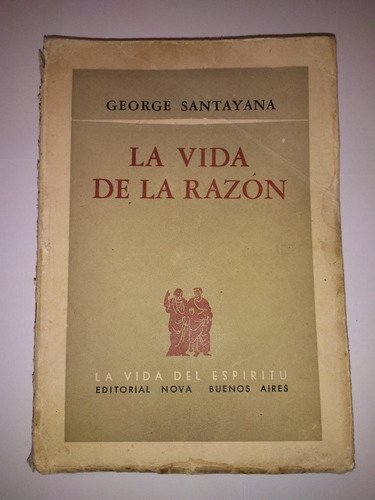 GEORGE SANTAYANA
LA VIDA
DE LA RAZÓN
LA VIDA DEL ESPIRITU
EDITORIAL NOVA BUENOS AIRES